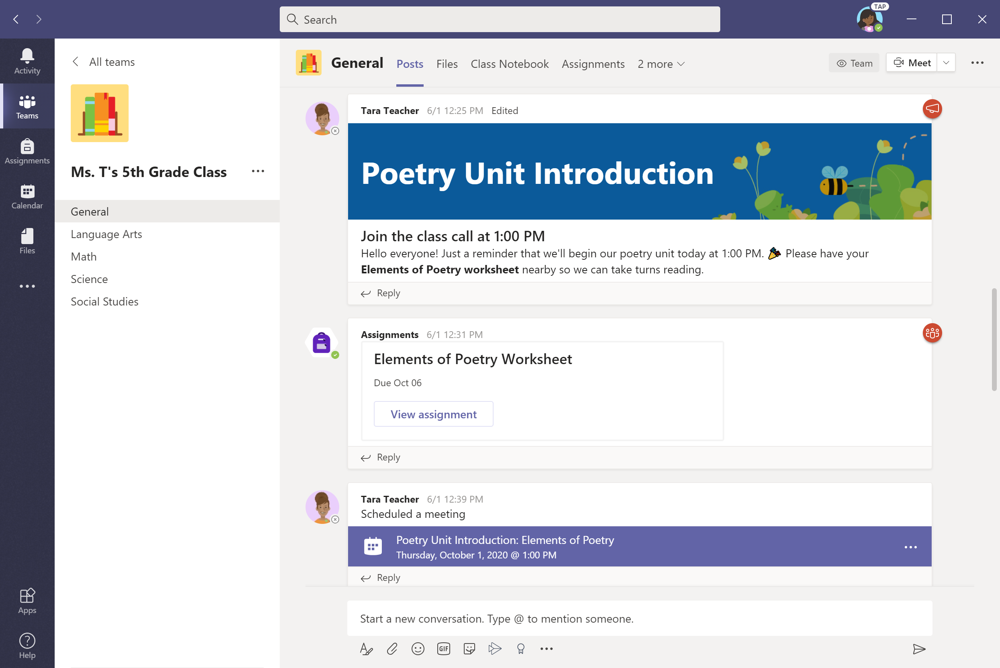 Search
TAP
Activity
Teams
Assignments
Calendar
Files
Apps
Help
All teams
Ms. T's 5th Grade Class
General
Language Arts
Math
Science
Social Studies
General Posts Files Class Notebook Assignments 2 more
Team Meet
Tara Teacher 6/1 12:25 PM Edited
Poetry Unit Introduction
Join the class call at 1:00 PM
Hello everyone! Just a reminder that we'll begin our poetry unit today at 1:00 PM. 🎉 Please have your
Elements of Poetry worksheet nearby so we can take turns reading.
Reply
Assignments 6/1 12:31 PM
Elements of Poetry Worksheet
Due Oct 06
View assignment
Reply
Tara Teacher 6/1 12:39 PM
Scheduled a meeting
Poetry Unit Introduction: Elements of Poetry
Thursday, October 1, 2020 @ 1:00 PM
Reply
Start a new conversation. Type @ to mention someone.
GIF